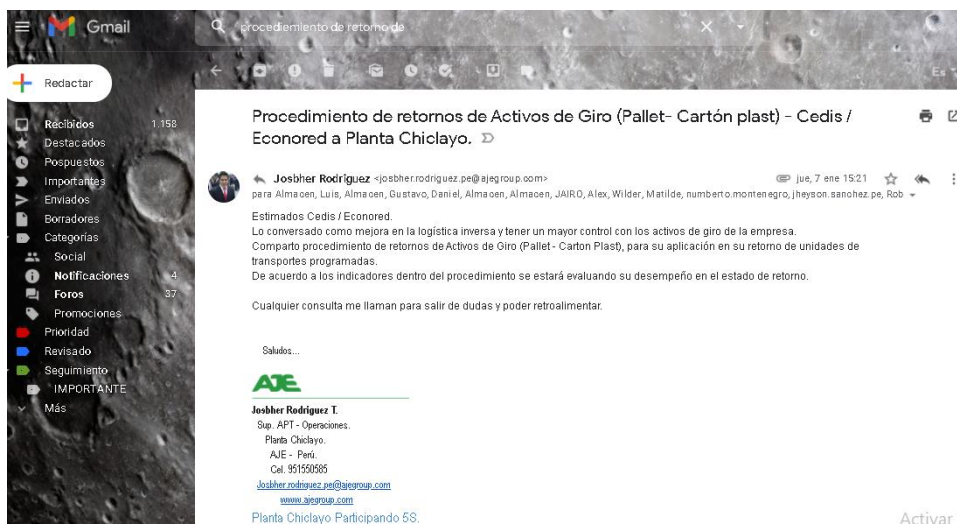 Gmail
procediemiento de retorno de
Redactar
Es
Recibidos 1.158
Destacados
Pospuestos
Importantes
Enviados
Borradores
Categorías
Social
Notificaciones 4
Foros 37
Promociones
Prioridad
Revisado
Seguimiento
IMPORTANTE
Más
Procedimiento de retornos de Activos de Giro (Pallet- Cartón plast) - Cedis /
Econored a Planta Chiclayo.
Josbher Rodriguez <josbher.rodriguez.pe@ajegroup.com> jue, 7 ene 15:21
para Almacen, Luis, Almacen, Gustavo, Daniel, Almacen, Almacen, JAIRO, Alex, Wilder, Matilde, numberto.montenegro, jheyson.sanchez.pe, Rob
Estimados Cedis / Econored.
Lo conversado como mejora en la logística inversa y tener un mayor control con los activos de giro de la empresa.
Comparto procedimiento de retornos de Activos de Giro (Pallet - Carton Plast), para su aplicación en su retorno de unidades de
transportes programadas.
De acuerdo a los indicadores dentro del procedimiento se estará evaluando su desempeño en el estado de retorno.
Cualquier consulta me llaman para salir de dudas y poder retroalimentar.
Saludos...
AJE
Josbher Rodriguez T.
Sup. APT - Operaciones.
Planta Chiclayo.
AJE - Perú.
Cel. 951550585
Josbher.rodriguez.pe@ajegroup.com
www.ajegroup.com
Planta Chiclayo Participando 5S.
Activar